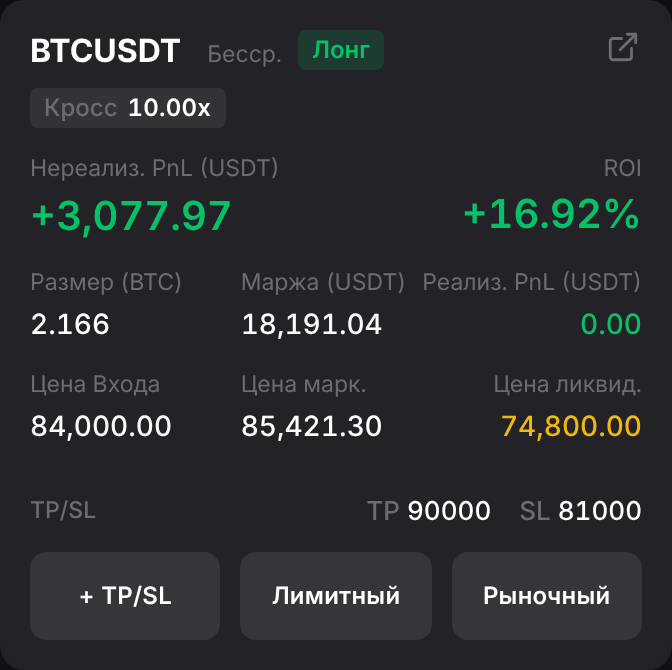 BTCUSDT Бесср. Лонг
Кросс 10.00x
Нереализ. PnL (USDT) ROI
+3,077.97 +16.92%
Размер (BTC) Маржа (USDT) Реализ. PnL (USDT)
2.166 18,191.04 0.00
Цена Входа Цена марк. Цена ликвид.
84,000.00 85,421.30 74,800.00
TP/SL TP 90000 SL 81000
+ TP/SL Лимитный Рыночный